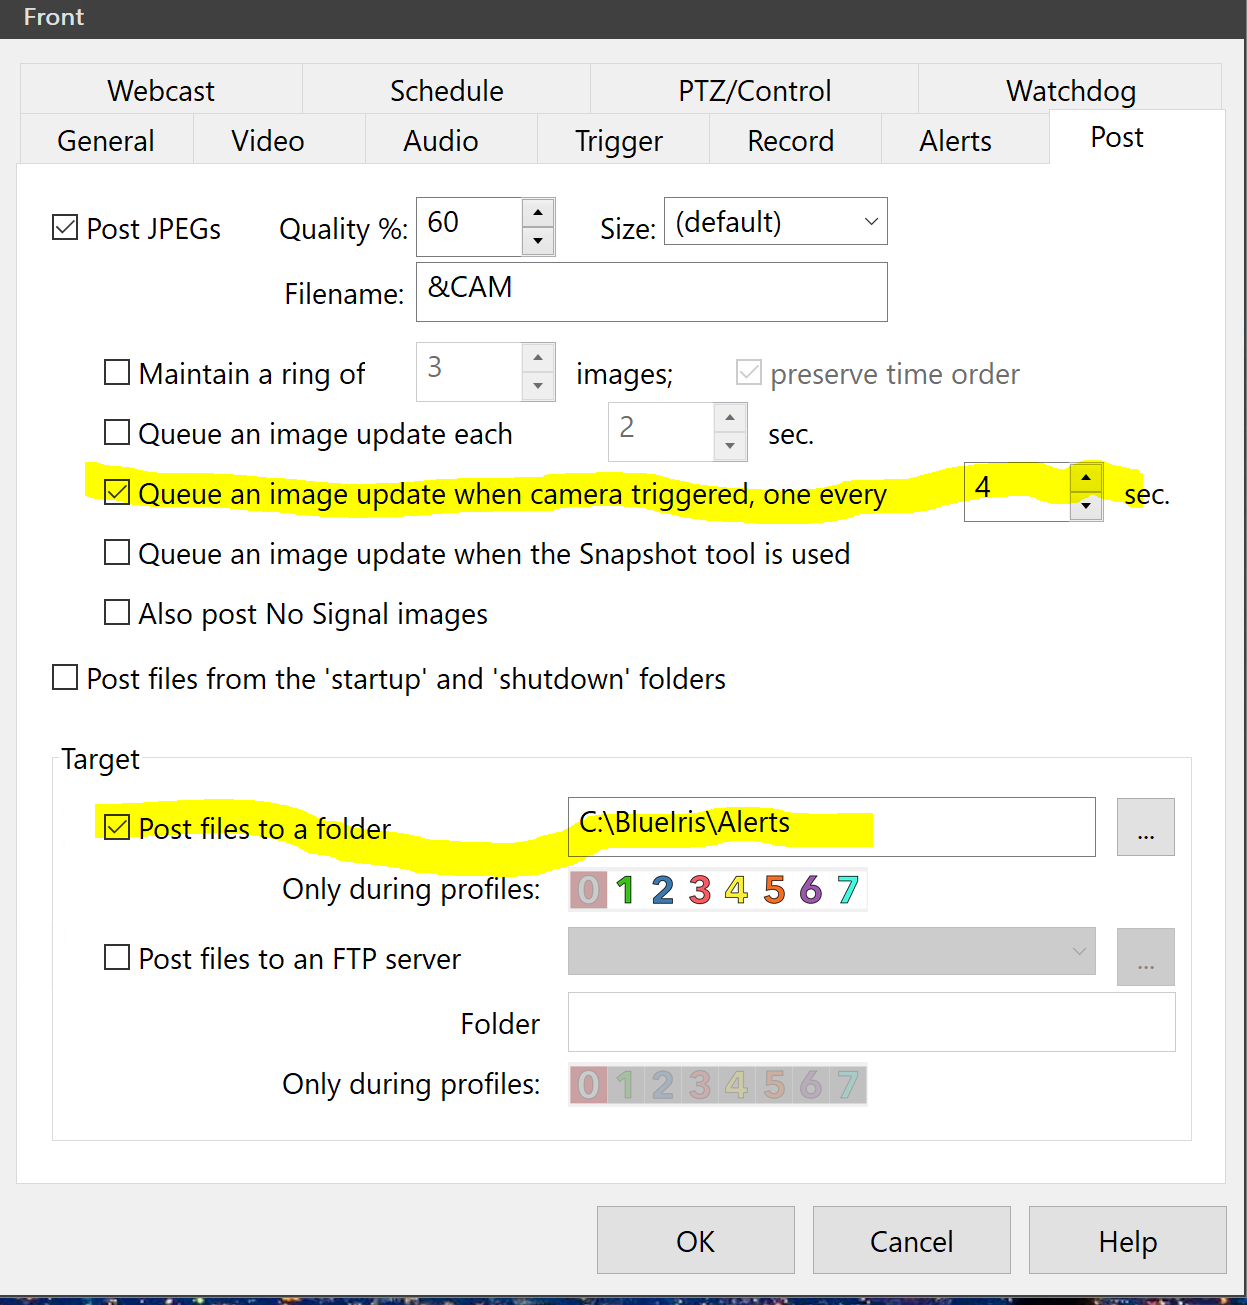 Front
Webcast Schedule PTZ/Control Watchdog
General Video Audio Trigger Record Alerts Post
Post JPEGs Quality %: 60 Size: (default)
Filename: &CAM
Maintain a ring of 3 images; preserve time order
Queue an image update each 2 sec.
Queue an image update when camera triggered, one every 4 sec.
Queue an image update when the Snapshot tool is used
Also post No Signal images
Post files from the 'startup' and 'shutdown' folders
Target
Post files to a folder C:\BlueIris\Alerts ...
Only during profiles: 0 1 2 3 4 5 6 7
Post files to an FTP server ...
Folder
Only during profiles: 0 1 2 3 4 5 6 7
OK Cancel Help